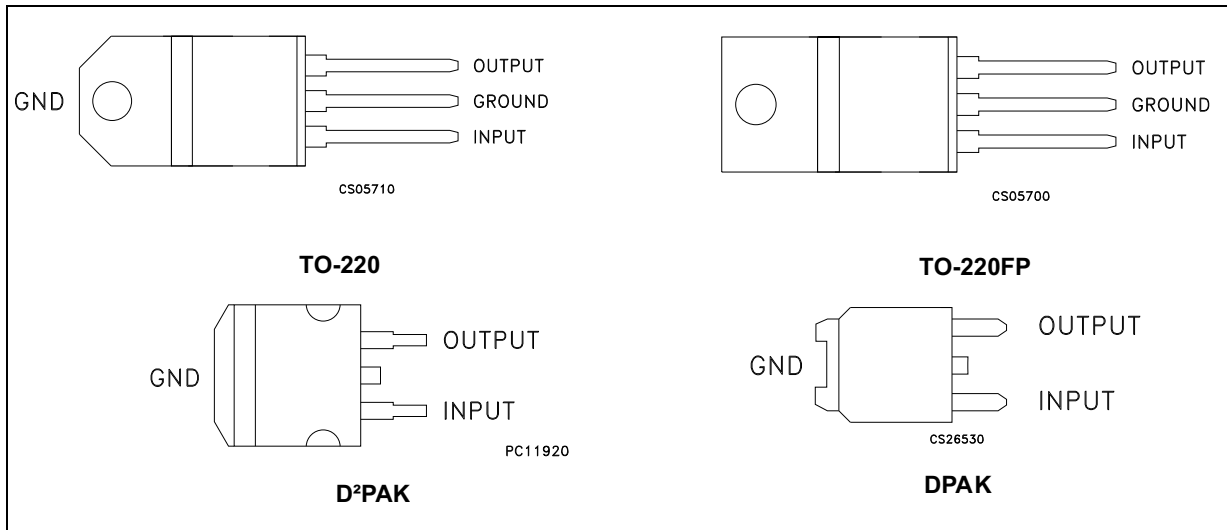 GND
OUTPUT
GROUND
INPUT
CS05710
TO-220
OUTPUT
GROUND
INPUT
CS05700
TO-220FP
GND
OUTPUT
INPUT
PC11920
D²PAK
GND
OUTPUT
INPUT
CS26530
DPAK